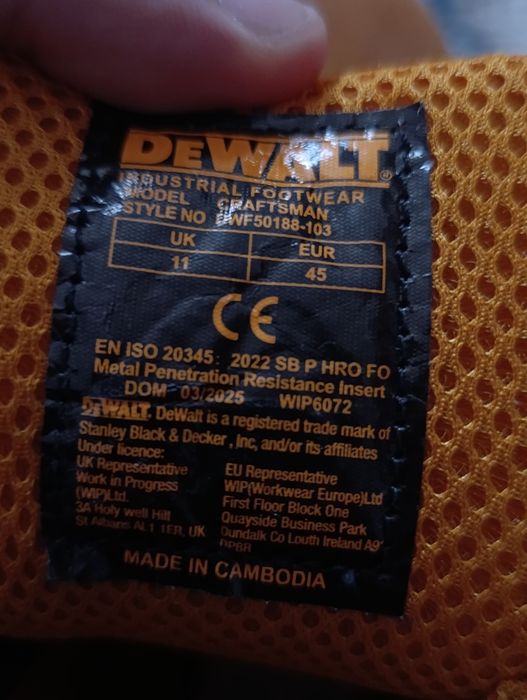 DEWALT®
INDUSTRIAL FOOTWEAR
MODEL CRAFTSMAN
STYLE NO DWF50188-103
UK EUR
11 45
CE
EN ISO 20345: 2022 SB P HRO FO
Metal Penetration Resistance Insert
DOM 03/2025 WIP6072
DEWALT. DeWalt is a registered trade mark of
Stanley Black & Decker, Inc, and/or its affiliates
Under licence:
UK Representative
Work in Progress
(WIP)Ltd.
3A Holy well Hill
St Albans AL1 1ER, UK
EU Representative
WIP(Workwear Europe)Ltd
First Floor Block One
Quayside Business Park
Dundalk Co Louth Ireland A91
MADE IN CAMBODIA